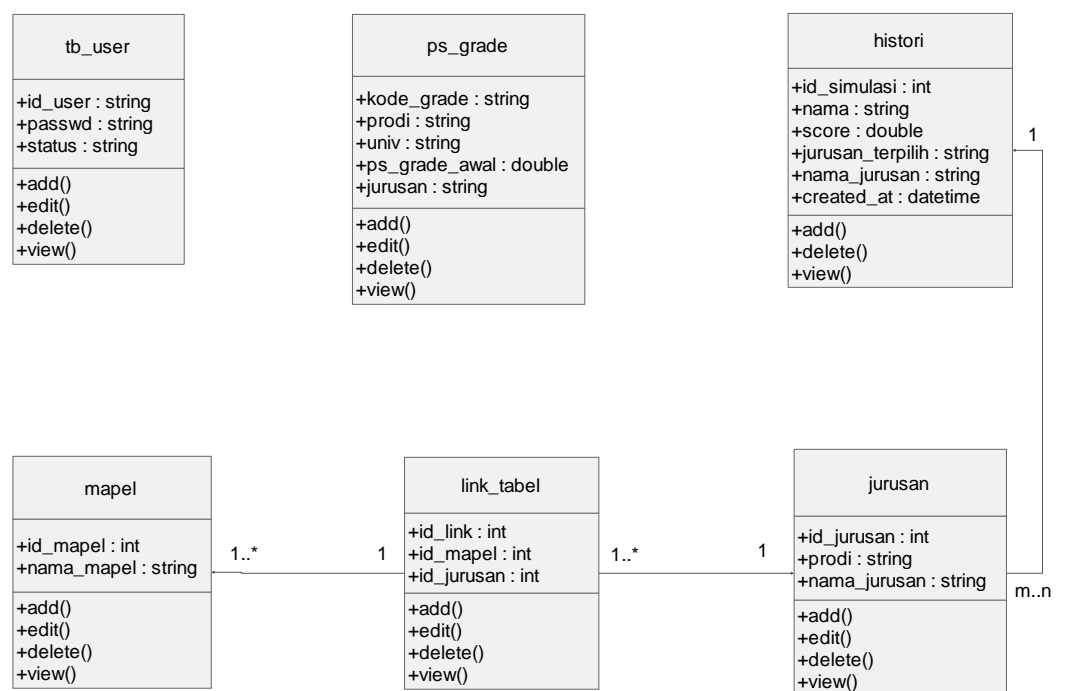 tb_user
+id_user : string
+passwd : string
+status : string
+add()
+edit()
+delete()
+view()
ps_grade
+kode_grade : string
+prodi : string
+univ : string
+ps_grade_awal : double
+jurusan : string
+add()
+edit()
+delete()
+view()
histori
+id_simulasi : int
+nama : string
+score : double
+jurusan_terpilih : string
+nama_jurusan : string
+created_at : datetime
+add()
+delete()
+view()
1
mapel
+id_mapel : int
+nama_mapel : string
+add()
+edit()
+delete()
+view()
1..*
1
link_tabel
+id_link : int
+id_mapel : int
+id_jurusan : int
+add()
+edit()
+delete()
+view()
1..*
1
jurusan
+id_jurusan : int
+prodi : string
+nama_jurusan : string
+add()
+edit()
+delete()
+view()
m..n